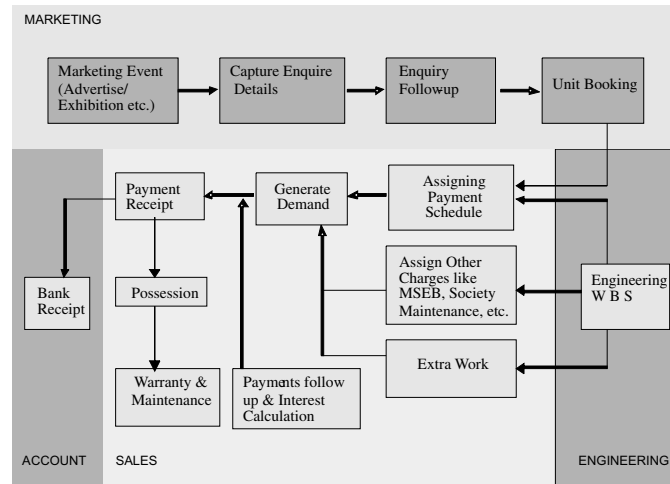 MARKETING
Marketing Event
(Advertise/
Exhibition etc.)
Capture Enquire
Details
Enquiry
Followup
Unit Booking
Payment
Receipt
Generate
Demand
Assigning
Payment
Schedule
Bank
Receipt
Possession
Assign Other
Charges like
MSEB, Society
Maintenance, etc.
Engineering
W B S
Warranty &
Maintenance
Payments follow
up & Interest
Calculation
Extra Work
ACCOUNT
SALES
ENGINEERING